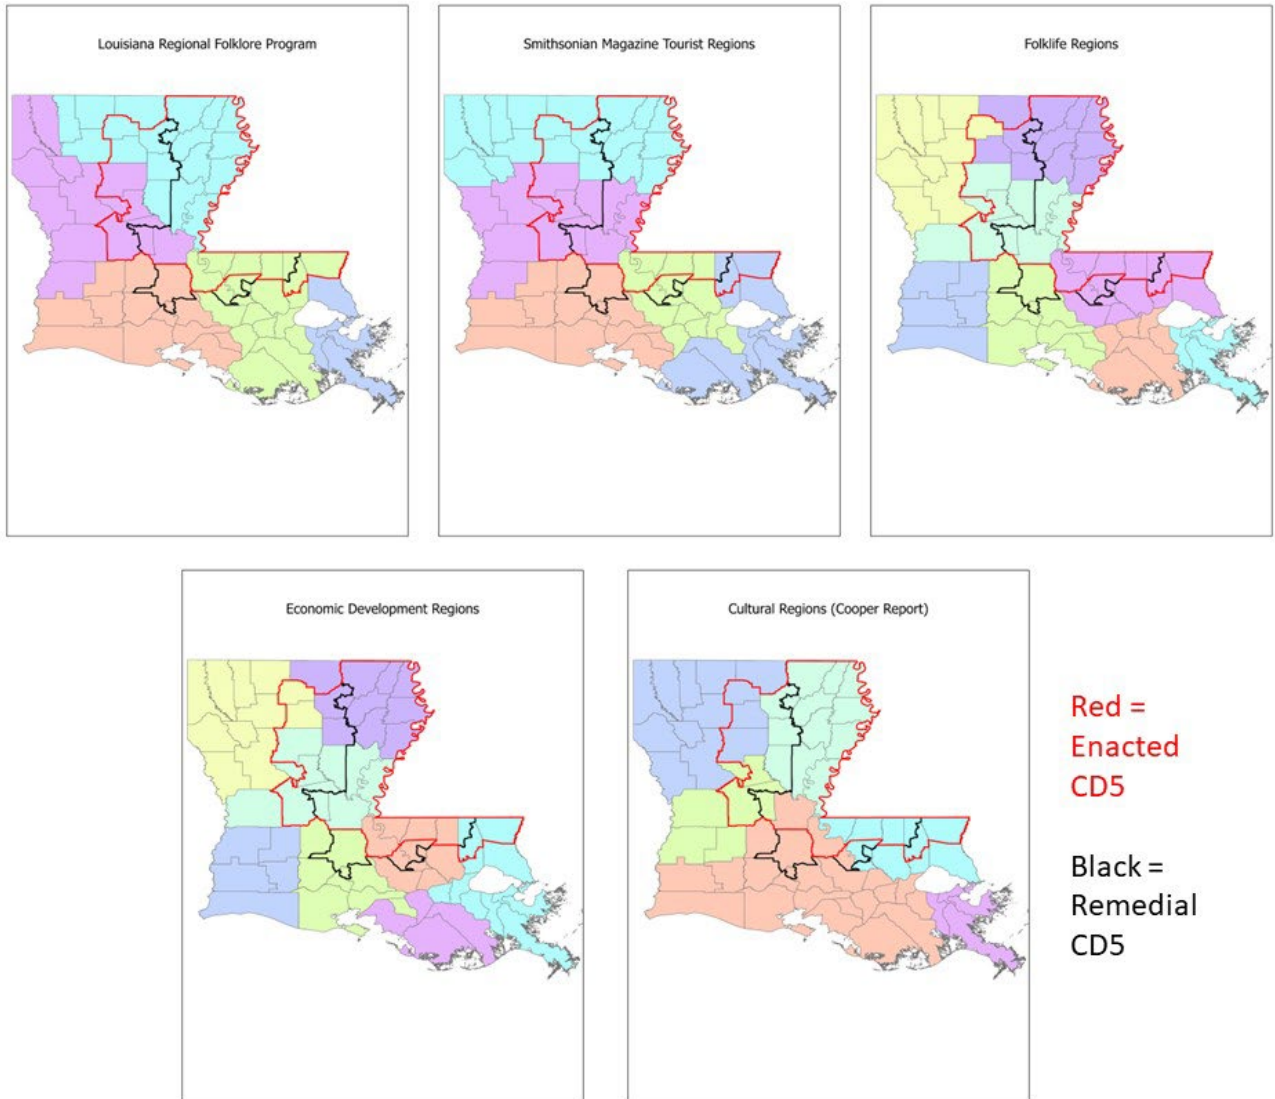 Louisiana Regional Folklore Program
Smithsonian Magazine Tourist Regions
Folklife Regions
Economic Development Regions
Cultural Regions (Cooper Report)
Red =
Enacted
CD5
Black =
Remedial
CD5